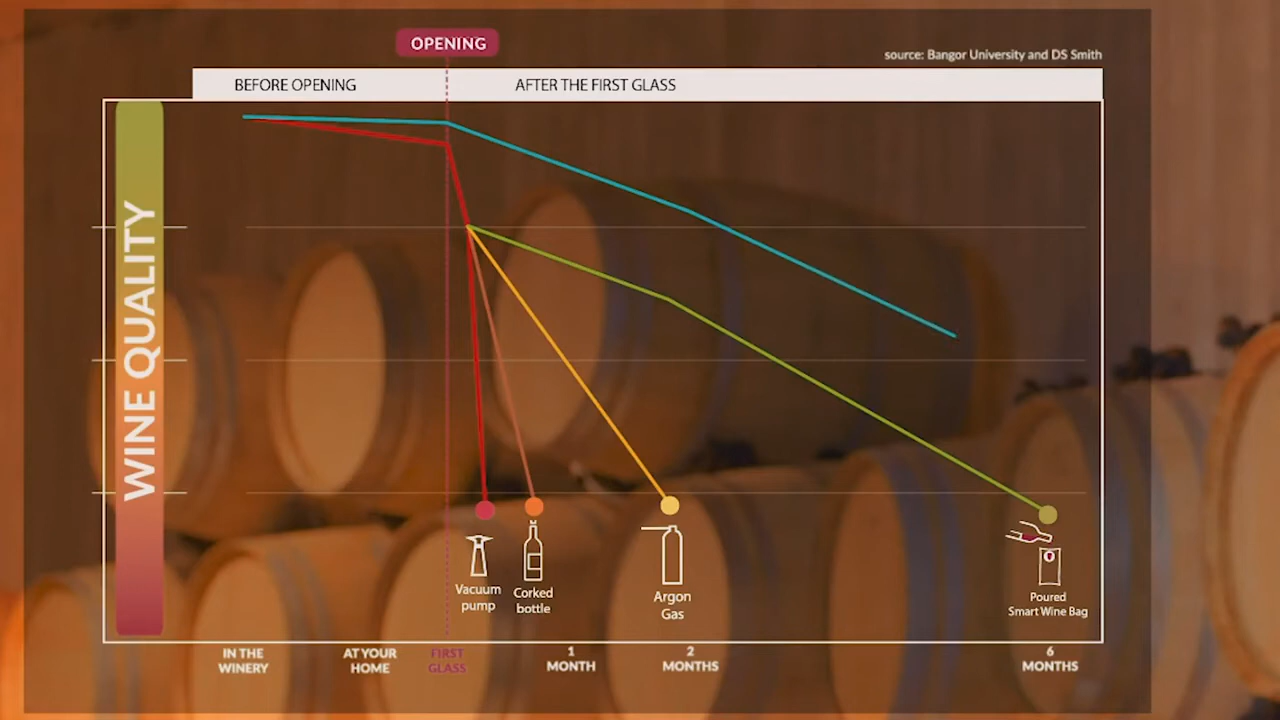 OPENING
source: Bangor University and DS Smith
BEFORE OPENING
AFTER THE FIRST GLASS
WINE QUALITY
Vacuum
pump
Corked
bottle
Argon
Gas
Poured
Smart Wine Bag
IN THE
WINERY
AT YOUR
HOME
FIRST
GLASS
1
MONTH
2
MONTHS
6
MONTHS